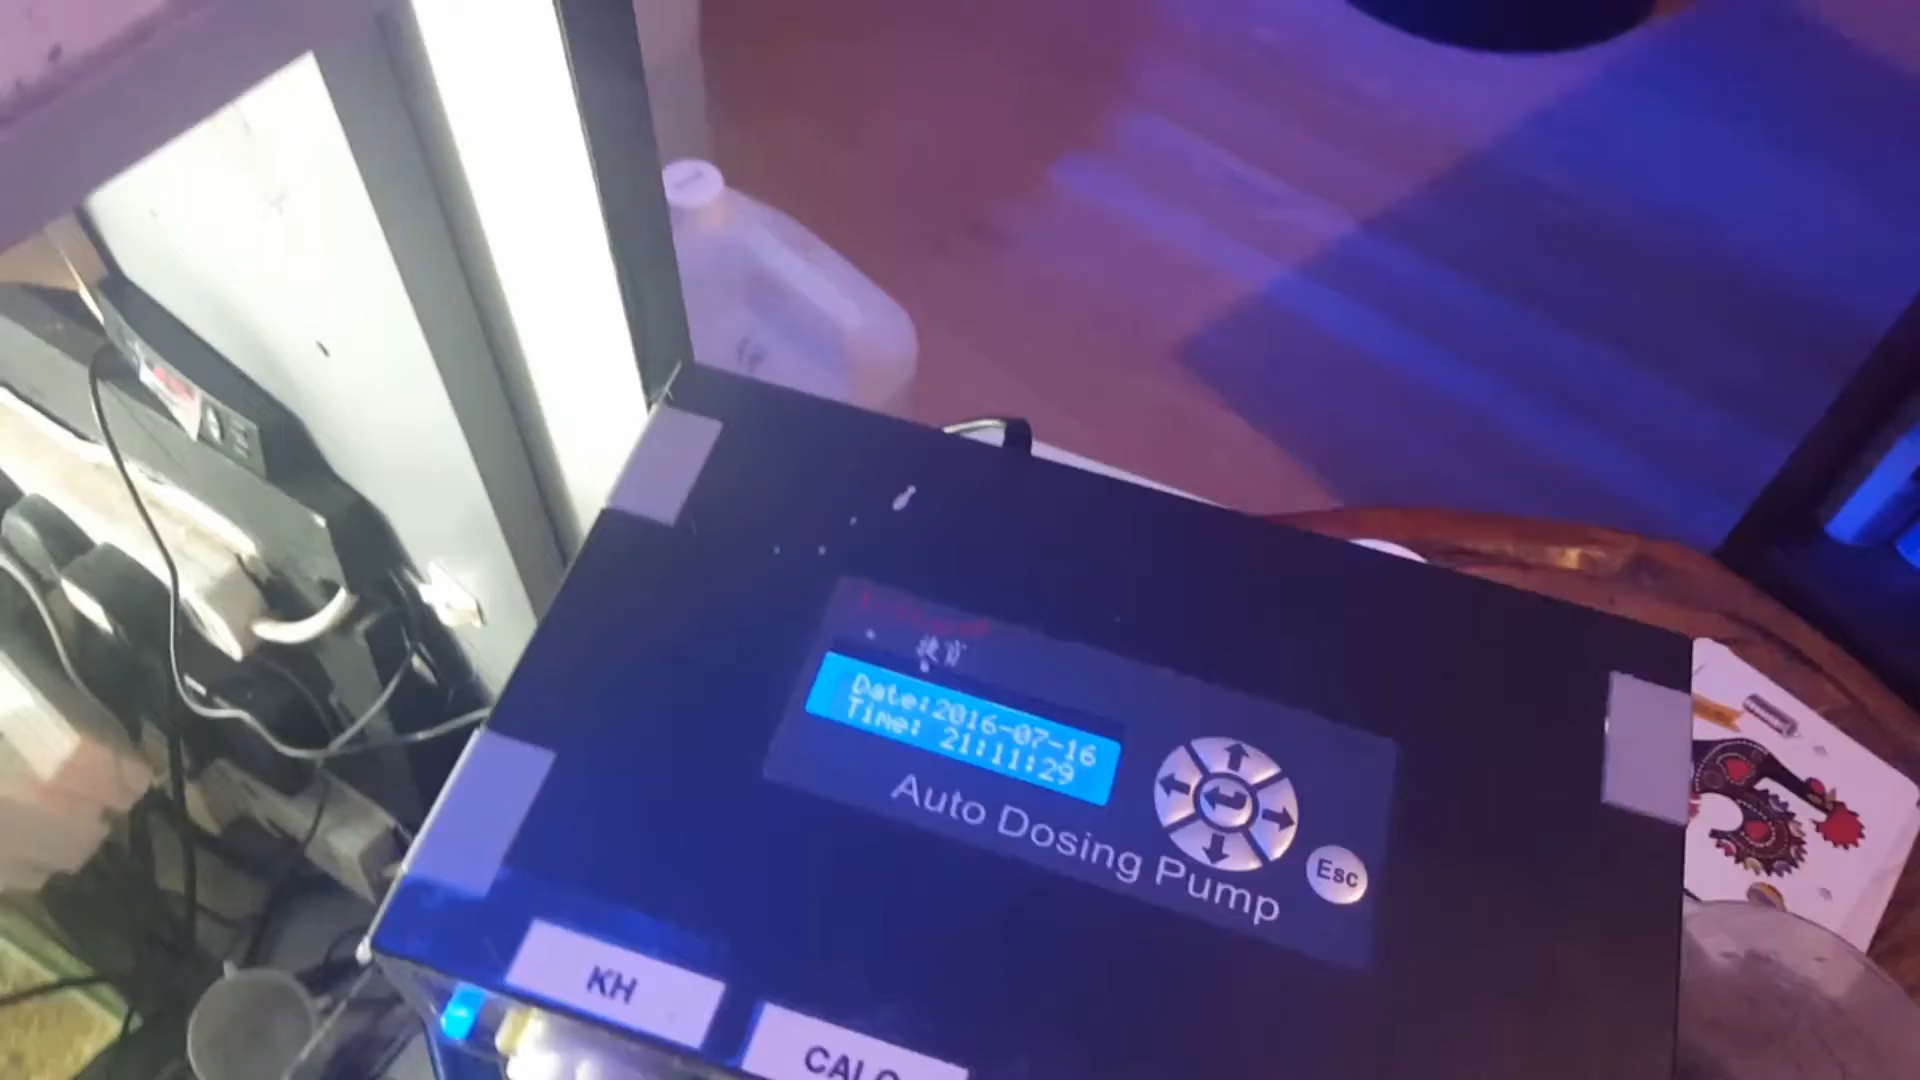 Date:2016-07-16
Time: 21:11:29
Auto Dosing Pump
Esc
KH